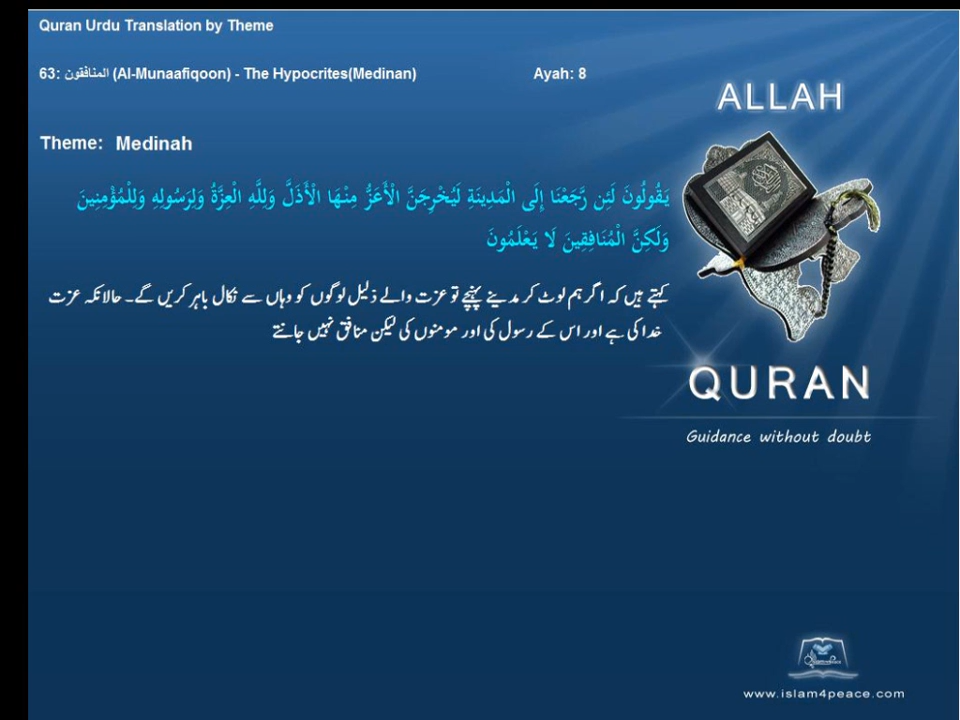 Quran Urdu Translation by Theme
63: المنافقون (Al-Munaafiqoon) - The Hypocrites(Medinan) Ayah: 8
ALLAH
Theme: Medinah
يَقُولُونَ لَئِن رَّجَعْنَا إِلَى الْمَدِينَةِ لَيُخْرِجَنَّ الْأَعَزُّ مِنْهَا الْأَذَلَّ وَلِلَّهِ الْعِزَّةُ وَلِرَسُولِهِ وَلِلْمُؤْمِنِينَ
وَلَكِنَّ الْمُنَافِقِينَ لَا يَعْلَمُونَ
کہتے ہیں کہ اگر ہم لوٹ کر مدینے پہنچے تو عزت والے ذلیل لوگوں کو وہاں سے نکال باہر کریں گے۔ حالانکہ عزت
خدا کی ہے اور اس کے رسول کی اور مومنوں کی لیکن منافق نہیں جانتے
QURAN
Guidance without doubt
www.islam4peace.com